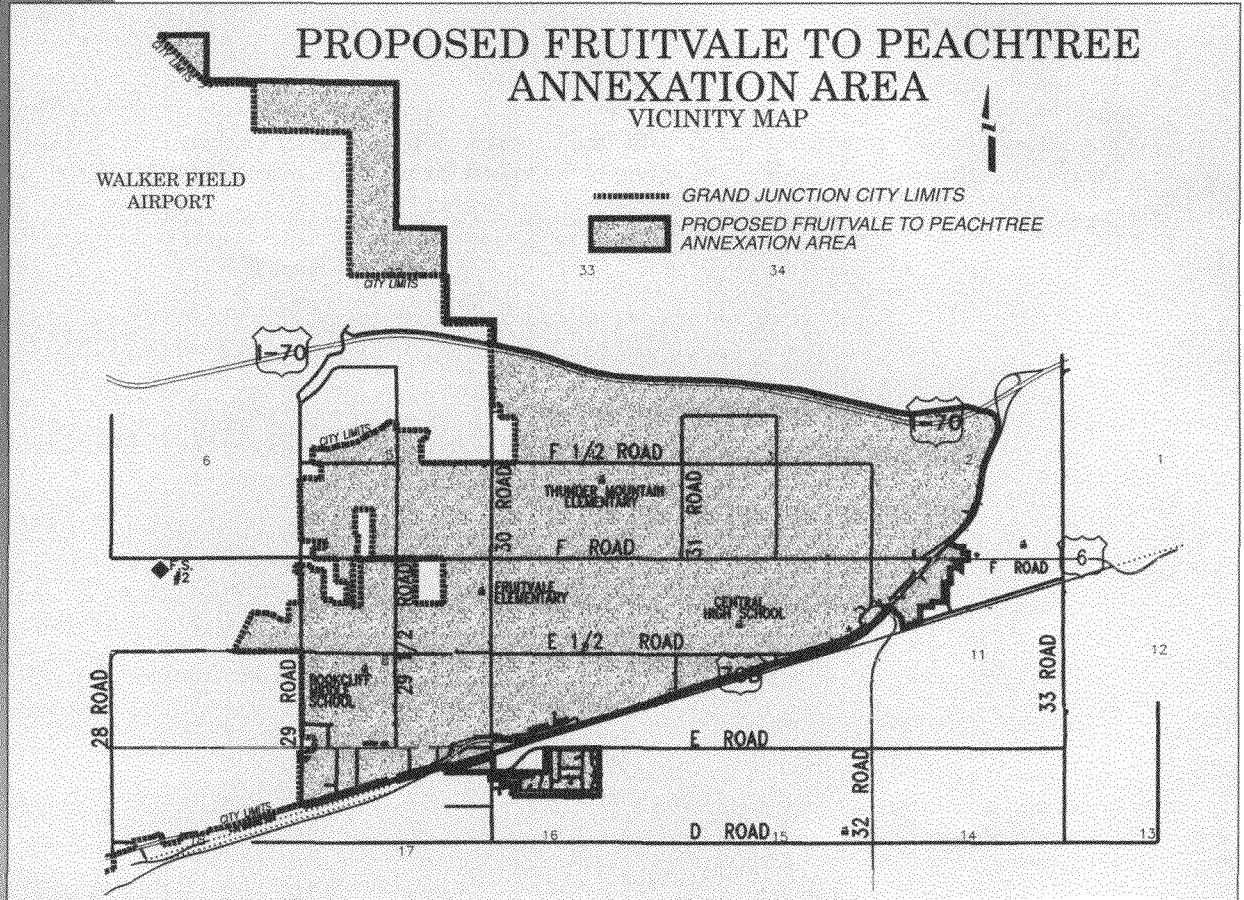 PROPOSED FRUITVALE TO PEACHTREE
ANNEXATION AREA
VICINITY MAP
CITY LIMITS
WALKER FIELD
AIRPORT
GRAND JUNCTION CITY LIMITS
PROPOSED FRUITVALE TO PEACHTREE
ANNEXATION AREA
33
34
CITY LIMITS
I-70
I-70
CITY LIMITS
6
5
F 1/2 ROAD
2
1
THUNDER MOUNTAIN
ELEMENTARY
30 ROAD
31 ROAD
F ROAD
F.S.
#2
F ROAD
6
29 1/2 ROAD
FRUITVALE
ELEMENTARY
CENTRAL
HIGH SCHOOL
E 1/2 ROAD
11
12
28 ROAD
29 ROAD
BOOKCLIFF
MIDDLE
SCHOOL
70B
33 ROAD
E ROAD
CITY LIMITS
32 ROAD
16
D ROAD
15
14
13
17